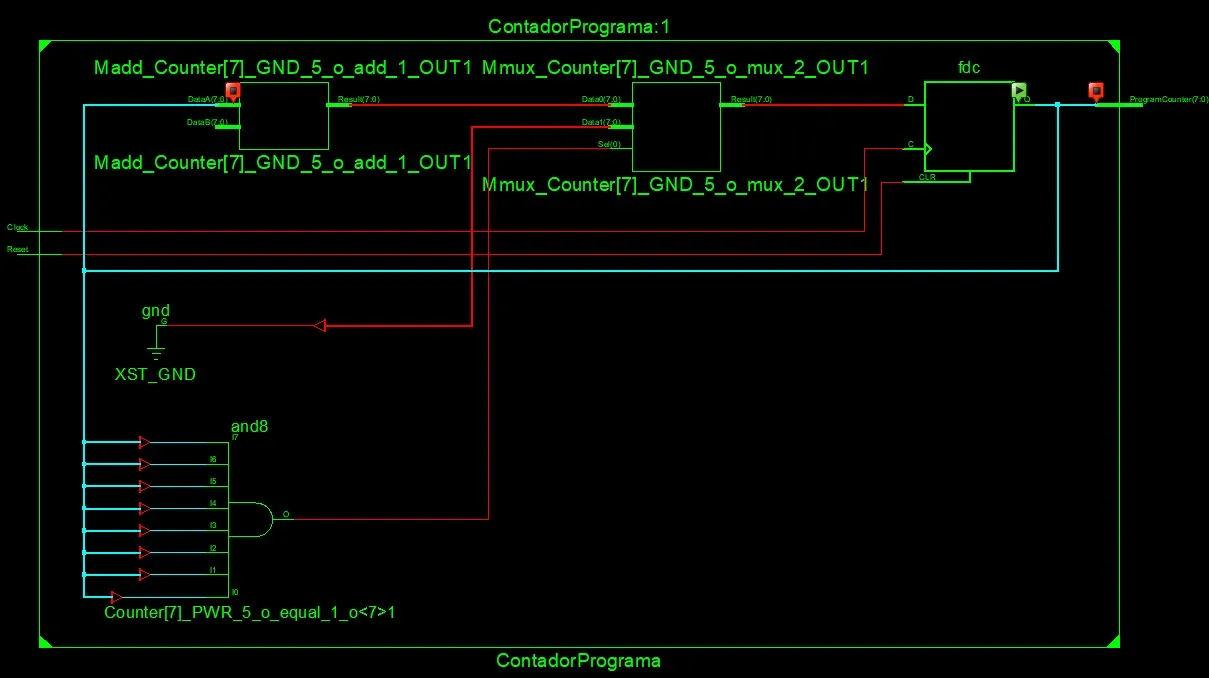 ContadorPrograma:1
Madd_Counter[7]_GND_5_o_add_1_OUT1
Mmux_Counter[7]_GND_5_o_mux_2_OUT1
fdc
DataA(7:0)
Result(7:0)
Data0(7:0)
Result(7:0)
D
Q
ProgramCounter(7:0)
DataB(7:0)
Data1(7:0)
Sel(0)
C
Madd_Counter[7]_GND_5_o_add_1_OUT1
Mmux_Counter[7]_GND_5_o_mux_2_OUT1
CLR
Clock
Reset
gnd
G
XST_GND
and8
I7
I6
I5
I4
I3
I2
I1
I0
O
Counter[7]_PWR_5_o_equal_1_o<7>1
ContadorPrograma